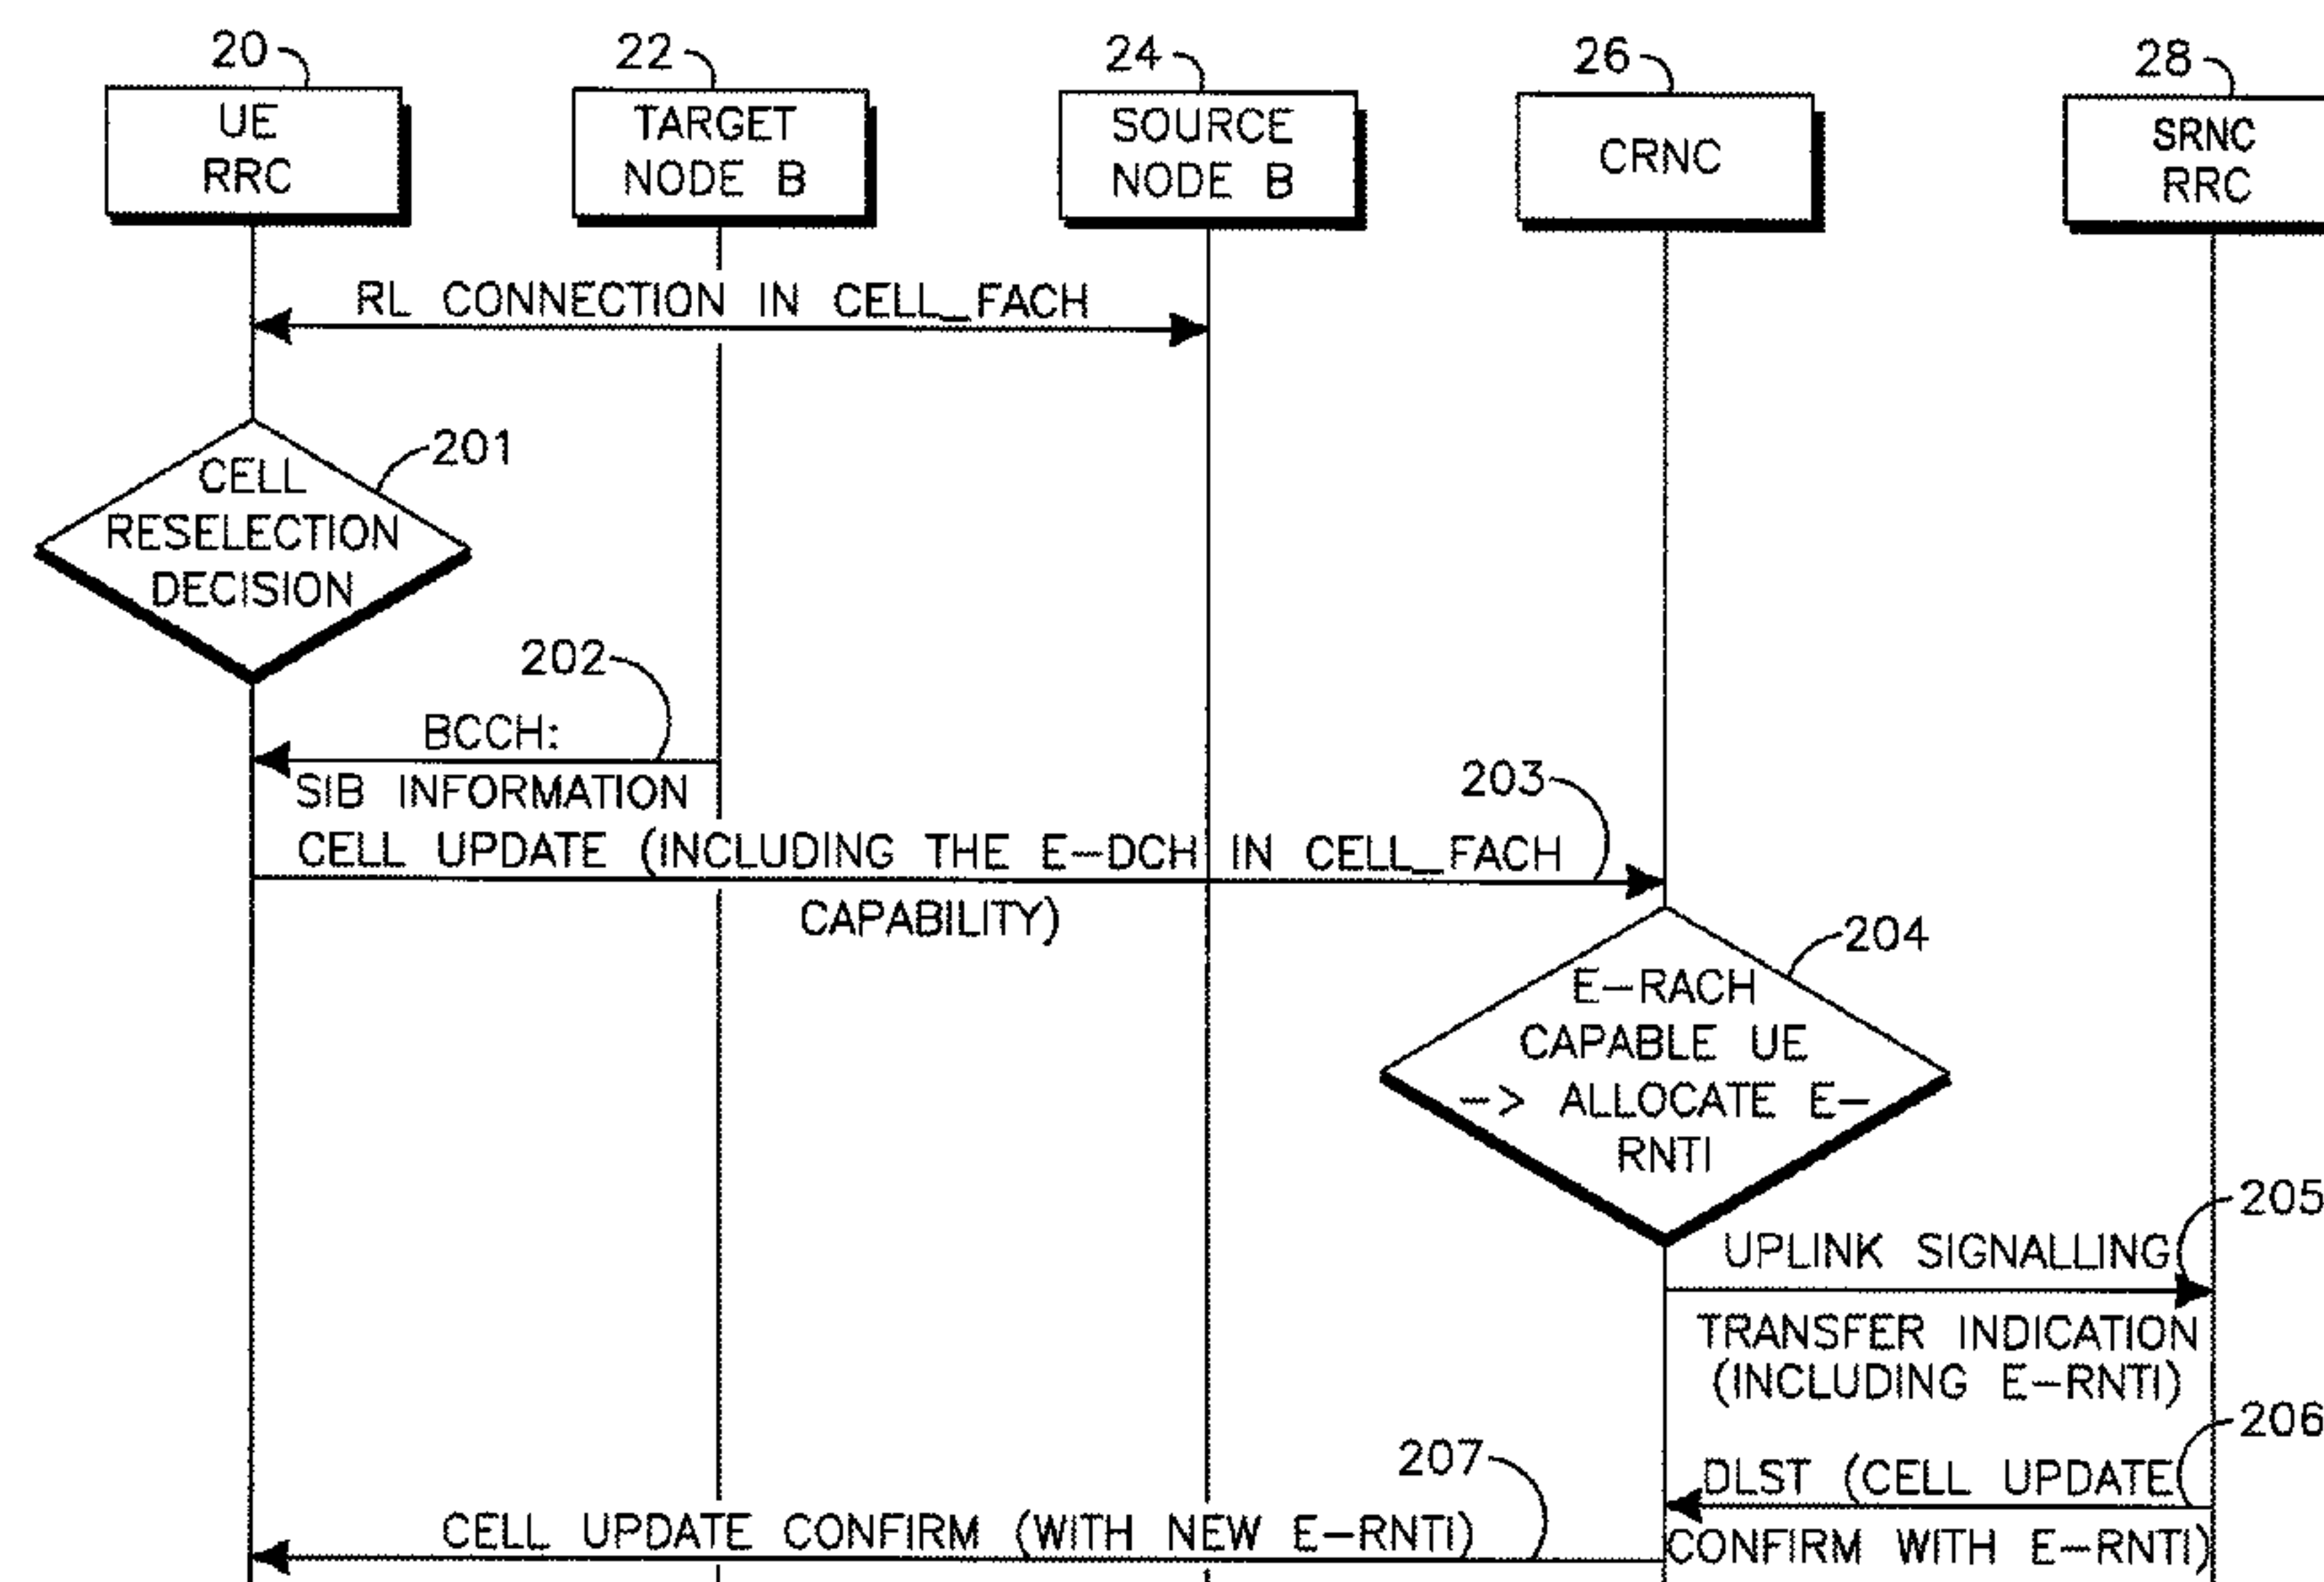 20
22
24
26
28
UE
RRC
TARGET
NODE B
SOURCE
NODE B
CRNC
SRNC
RRC
RL CONNECTION IN CELL_FACH
201
CELL
RESELECTION
DECISION
202
BCCH:
SIB INFORMATION
203
CELL UPDATE (INCLUDING THE E-DCH IN CELL_FACH
CAPABILITY)
204
E-RACH
CAPABLE UE
-> ALLOCATE E-
RNTI
205
UPLINK SIGNALLING
TRANSFER INDICATION
(INCLUDING E-RNTI)
206
DLST (CELL UPDATE
CONFIRM WITH E-RNTI)
207
CELL UPDATE CONFIRM (WITH NEW E-RNTI)